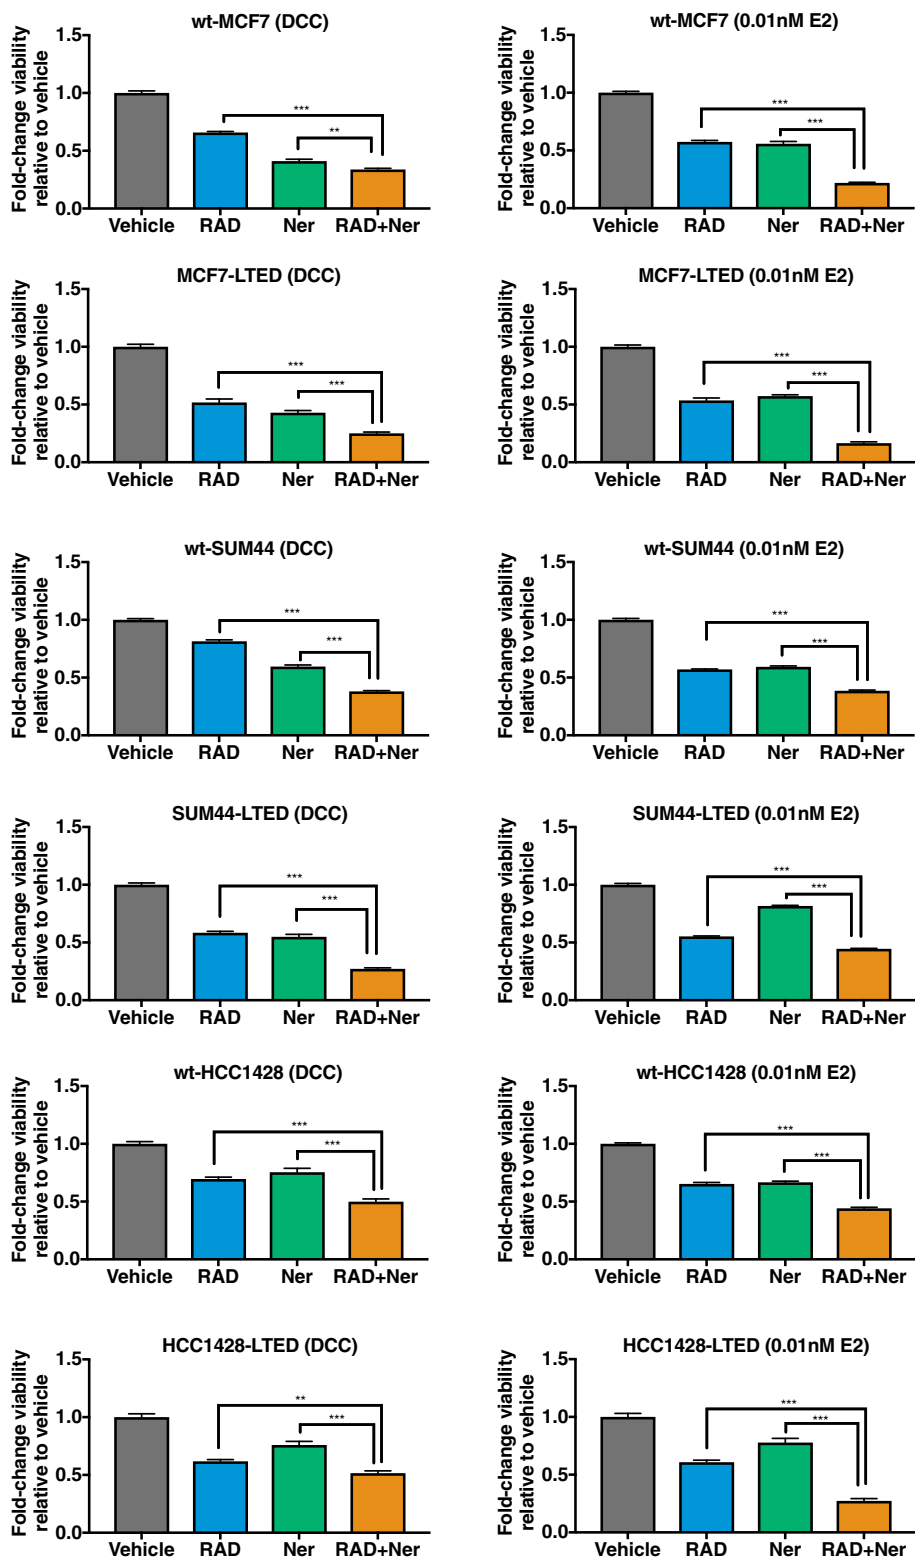 wt-MCF7 (DCC)
Fold-change viability
relative to vehicle
1.5
1.0
0.5
0.0
***
**
Vehicle RAD Ner RAD+Ner
wt-MCF7 (0.01nM E2)
Fold-change viability
relative to vehicle
1.5
1.0
0.5
0.0
***
***
Vehicle RAD Ner RAD+Ner
MCF7-LTED (DCC)
Fold-change viability
relative to vehicle
1.5
1.0
0.5
0.0
***
***
Vehicle RAD Ner RAD+Ner
MCF7-LTED (0.01nM E2)
Fold-change viability
relative to vehicle
1.5
1.0
0.5
0.0
***
***
Vehicle RAD Ner RAD+Ner
wt-SUM44 (DCC)
Fold-change viability
relative to vehicle
1.5
1.0
0.5
0.0
***
***
Vehicle RAD Ner RAD+Ner
wt-SUM44 (0.01nM E2)
Fold-change viability
relative to vehicle
1.5
1.0
0.5
0.0
***
***
Vehicle RAD Ner RAD+Ner
SUM44-LTED (DCC)
Fold-change viability
relative to vehicle
1.5
1.0
0.5
0.0
***
***
Vehicle RAD Ner RAD+Ner
SUM44-LTED (0.01nM E2)
Fold-change viability
relative to vehicle
1.5
1.0
0.5
0.0
***
***
Vehicle RAD Ner RAD+Ner
wt-HCC1428 (DCC)
Fold-change viability
relative to vehicle
1.5
1.0
0.5
0.0
***
***
Vehicle RAD Ner RAD+Ner
wt-HCC1428 (0.01nM E2)
Fold-change viability
relative to vehicle
1.5
1.0
0.5
0.0
***
***
Vehicle RAD Ner RAD+Ner
HCC1428-LTED (DCC)
Fold-change viability
relative to vehicle
1.5
1.0
0.5
0.0
**
***
Vehicle RAD Ner RAD+Ner
HCC1428-LTED (0.01nM E2)
Fold-change viability
relative to vehicle
1.5
1.0
0.5
0.0
***
***
Vehicle RAD Ner RAD+Ner